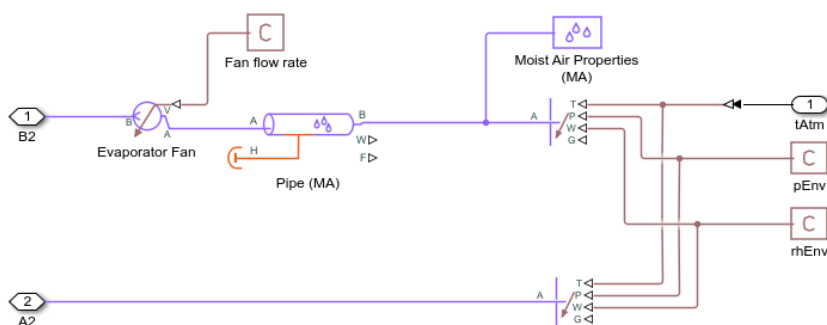 C
Fan flow rate
Moist Air Properties
(MA)
1
B2
B
V
A
Evaporator Fan
A
B
W
F
H
Pipe (MA)
A
T
P
W
G
1
tAtm
C
pEnv
C
rhEnv
2
A2
A
T
P
W
G